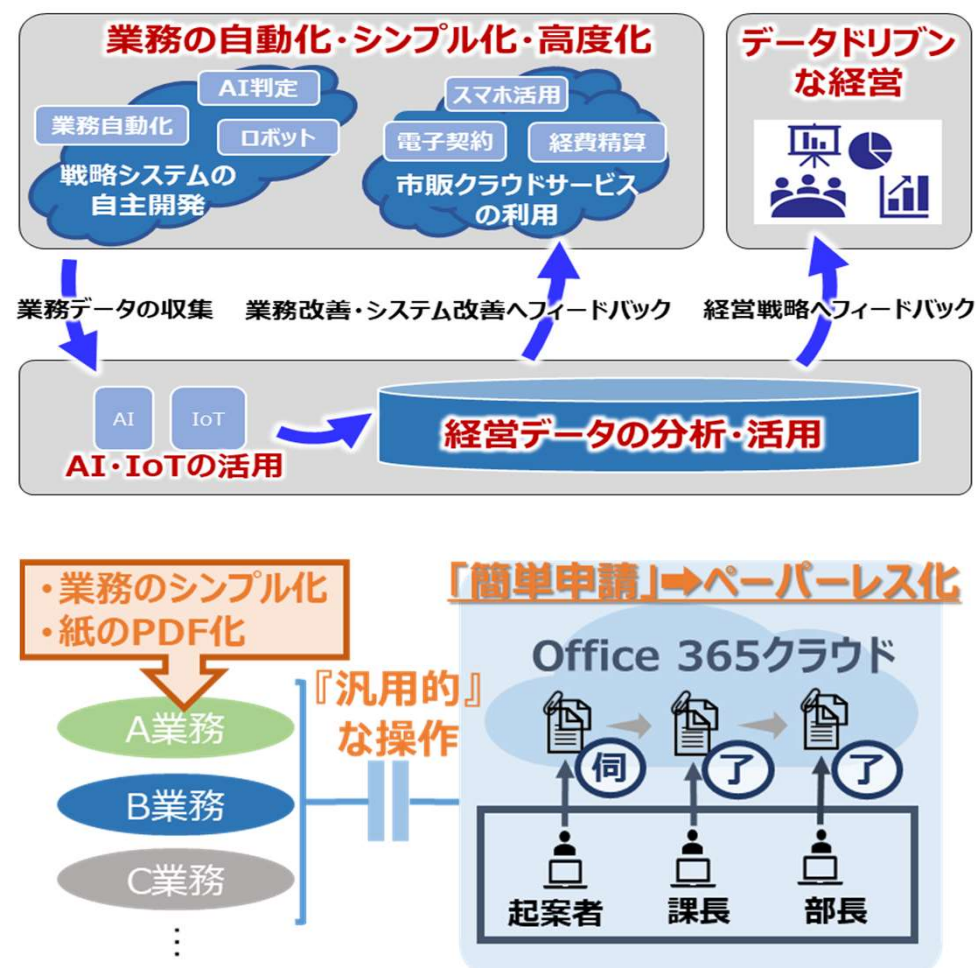 業務の自動化・シンプル化・高度化
AI判定
業務自動化
ロボット
戦略システムの
自主開発
スマホ活用
電子契約
経費精算
市販クラウドサービス
の利用
データドリブン
な経営
業務データの収集
業務改善・システム改善へフィードバック
経営戦略へフィードバック
AI
IoT
AI・IoTの活用
経営データの分析・活用
・業務のシンプル化
・紙のPDF化
A業務
B業務
C業務
⋮
『汎用的』
な操作
「簡単申請」➡ペーパーレス化
Office 365クラウド
伺
了
了
起案者
課長
部長